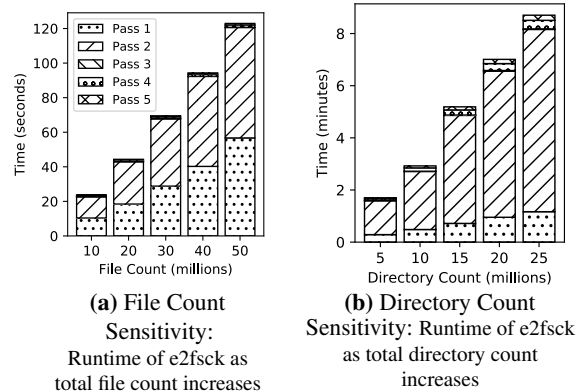 120
100
80
60
40
20
0
Time (seconds)
Pass 1
Pass 2
Pass 3
Pass 4
Pass 5
10 20 30 40 50
File Count (millions)
(a) File Count
Sensitivity:
Runtime of e2fsck as
total file count increases
8
6
4
2
0
Time (minutes)
5 10 15 20 25
Directory Count (millions)
(b) Directory Count
Sensitivity: Runtime of e2fsck
as total directory count
increases